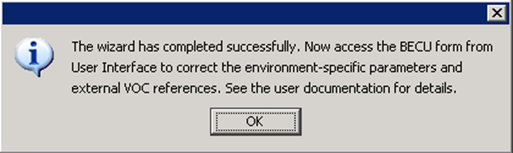 The wizard has completed successfully. Now access the BECU form from
User Interface to correct the environment-specific parameters and
external VOC references. See the user documentation for details.
OK